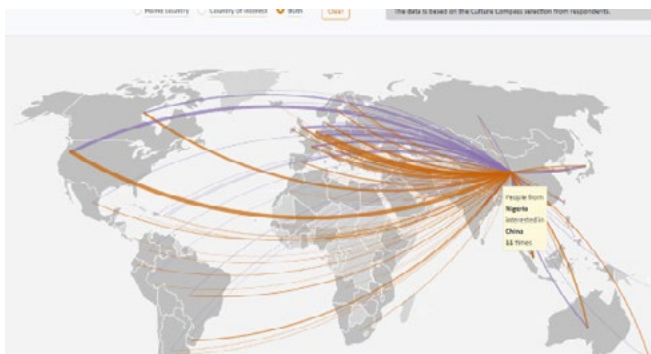 Home country Country of Interest Both Clear The data is based on the Culture Compass selection from respondents.
People from
Nigeria
interested in
China
11 times